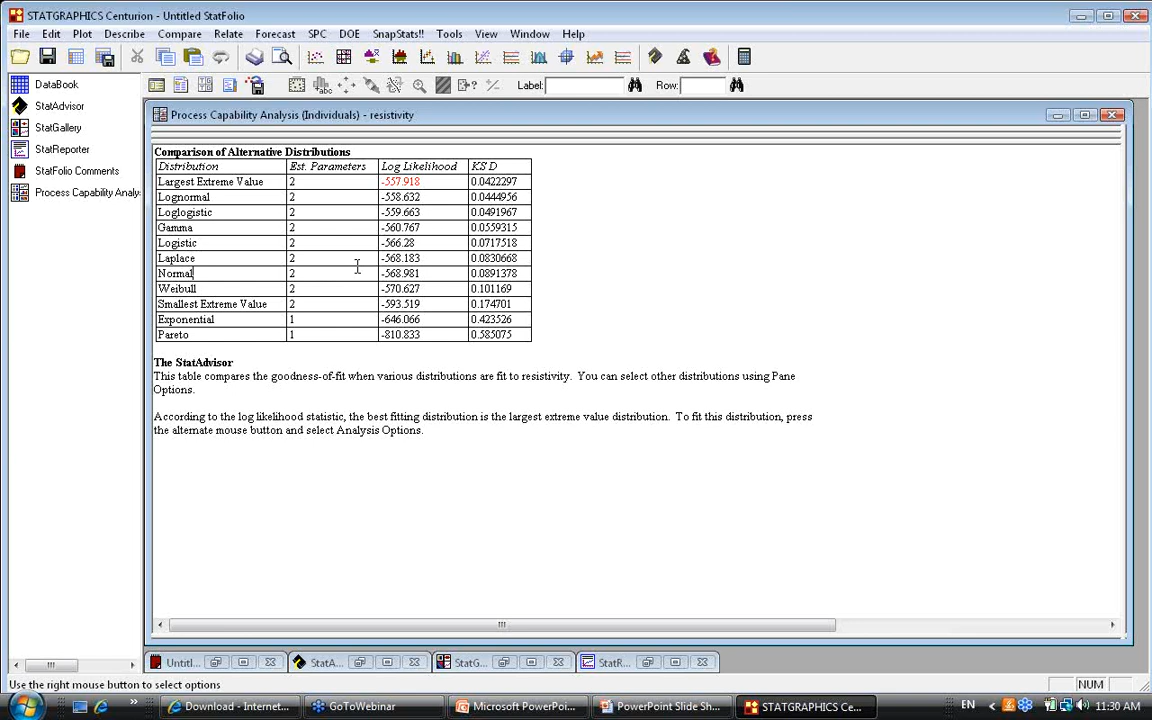 STATGRAPHICS Centurion - Untitled StatFolio
File Edit Plot Describe Compare Relate Forecast SPC DOE SnapStats!! Tools View Window Help
Label: Row:
DataBook
StatAdvisor
StatGallery
StatReporter
StatFolio Comments
Process Capability Analy
Process Capability Analysis (Individuals) - resistivity
Comparison of Alternative Distributions
Distribution Est. Parameters Log Likelihood KS D
Largest Extreme Value 2 -557.918 0.0422297
Lognormal 2 -558.632 0.0444956
Loglogistic 2 -559.663 0.0491967
Gamma 2 -560.767 0.0559315
Logistic 2 -566.28 0.0717518
Laplace 2 -568.183 0.0830668
Normal 2 -568.981 0.0891378
Weibull 2 -570.627 0.101169
Smallest Extreme Value 2 -593.519 0.174701
Exponential 1 -646.066 0.423526
Pareto 1 -810.833 0.585075
The StatAdvisor
This table compares the goodness-of-fit when various distributions are fit to resistivity. You can select other distributions using Pane
Options.
According to the log likelihood statistic, the best fitting distribution is the largest extreme value distribution. To fit this distribution, press
the alternate mouse button and select Analysis Options.
Untitl... StatA... StatG... StatR...
Use the right mouse button to select options
NUM
Download - Internet... GoToWebinar Microsoft PowerPoi... PowerPoint Slide Sh... STATGRAPHICS Ce... EN 11:30 AM